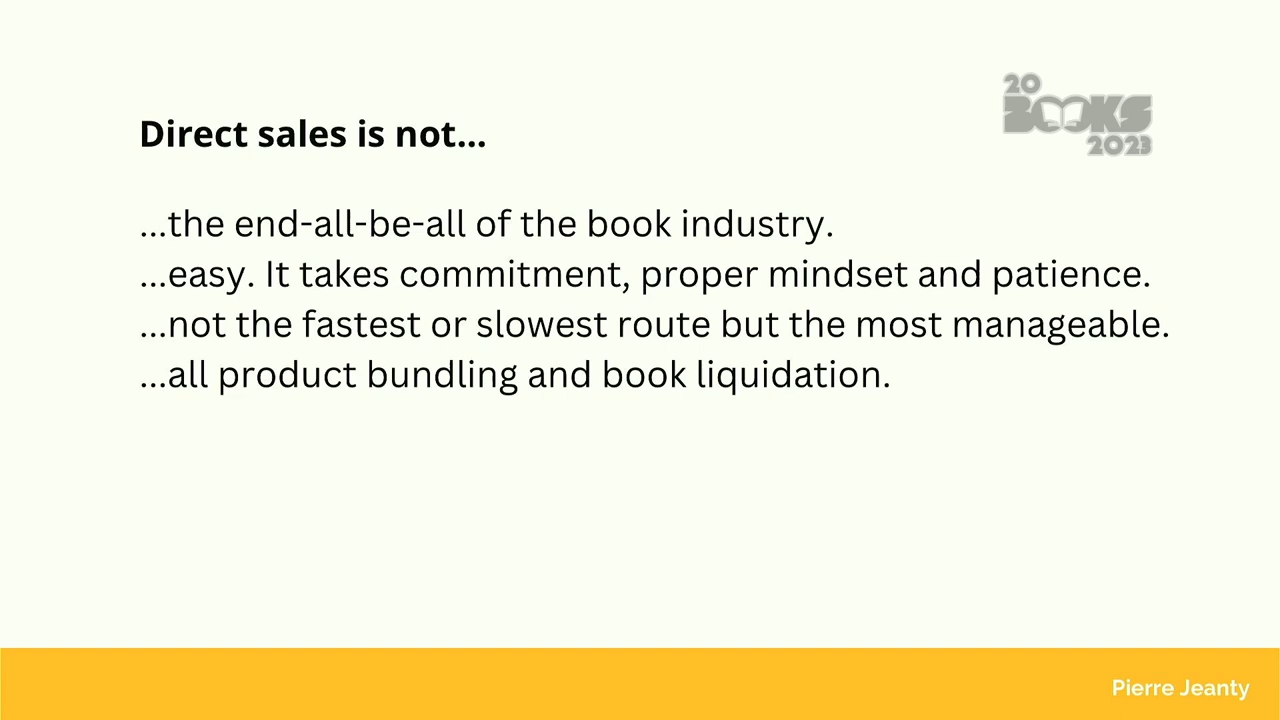 20
BOOKS
2023
Direct sales is not...
...the end-all-be-all of the book industry.
...easy. It takes commitment, proper mindset and patience.
...not the fastest or slowest route but the most manageable.
...all product bundling and book liquidation.
Pierre Jeanty